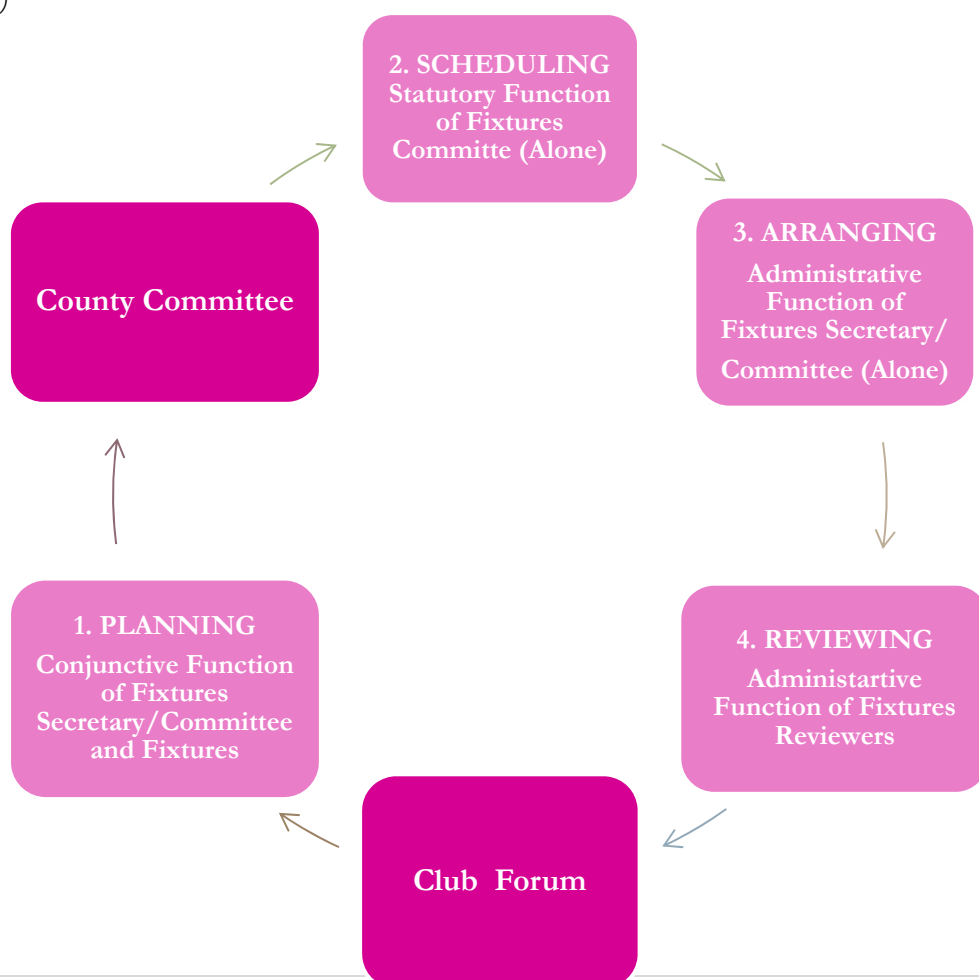 2. SCHEDULING
Statutory Function
of Fixtures
Committe (Alone)
County Committee
3. ARRANGING
Administrative
Function of
Fixtures Secretary/
Committee (Alone)
1. PLANNING
Conjunctive Function
of Fixtures
Secretary/Committee
and Fixtures
4. REVIEWING
Administartive
Function of Fixtures
Reviewers
Club Forum